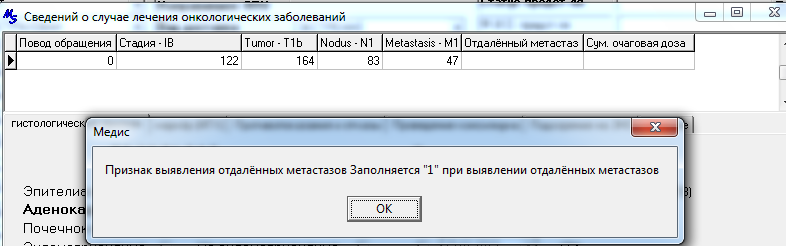 Сведений о случае лечения онкологических заболеваний
Повод обращения Стадия - IB Tumor - T1b Nodus - N1 Metastasis - M1 Отдалённый метастаз Сум. очаговая доза
0 122 164 83 47
гистологическ
Медис
Признак выявления отдалённых метастазов Заполняется "1" при выявлении отдалённых метастазов
OK
Эпителиа
Аденока
Почечнок